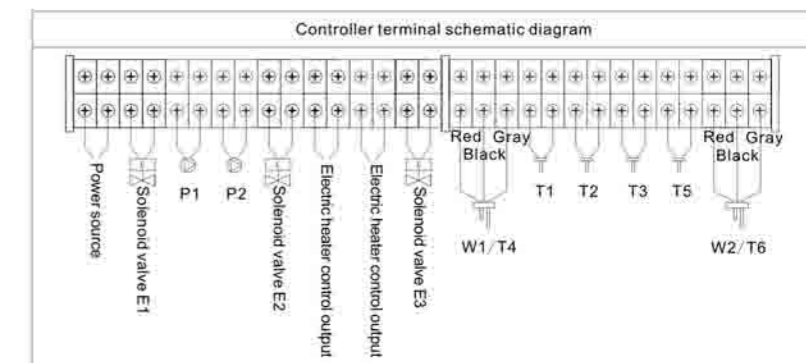 Controller terminal schematic diagram
Red Gray
Black
Red Gray
Black
Power source
Solenoid valve E1
P1
P2
Solenoid valve E2
Electric heater control output
Electric heater control output
Solenoid valve E3
W1/T4
T1
T2
T3
T5
W2/T6